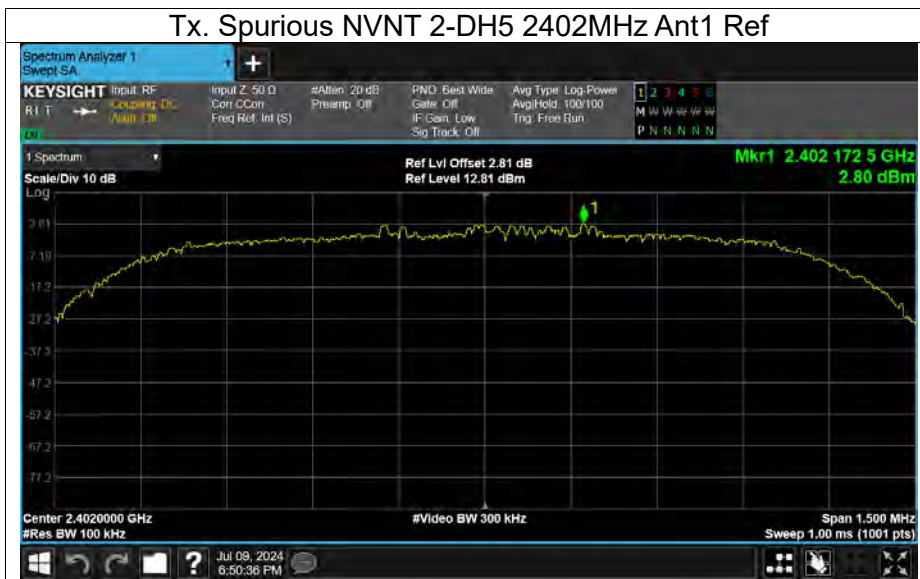 Tx. Spurious NVNT 2-DH5 2402MHz Ant1 Ref
Spectrum Analyzer 1
Swept SA
+
KEYSIGHT Input: RF
RLT
Coupling: DC
Align: Off
Input Z: 50 Ω
Corr CCorr
Freq Ref: Int (S)
#Atten: 20 dB
Preamp: Off
PNO: Best Wide
Gate: Off
IF Gain: Low
Sig Track: Off
Avg Type: Log-Power
Avg|Hold: 100/100
Trig: Free Run
1 2 3 4 5 6
M W W W W W
P N N N N N
1 Spectrum
Scale/Div 10 dB
Log
Ref Lvl Offset 2.81 dB
Ref Level 12.81 dBm
Mkr1 2.402 172 5 GHz
2.80 dBm
1
2.81
-7.19
-17.2
-27.2
-37.2
-47.2
-57.2
-67.2
-77.2
Center 2.4020000 GHz
#Res BW 100 kHz
#Video BW 300 kHz
Span 1.500 MHz
Sweep 1.00 ms (1001 pts)
?
Jul 09, 2024
6:50:36 PM